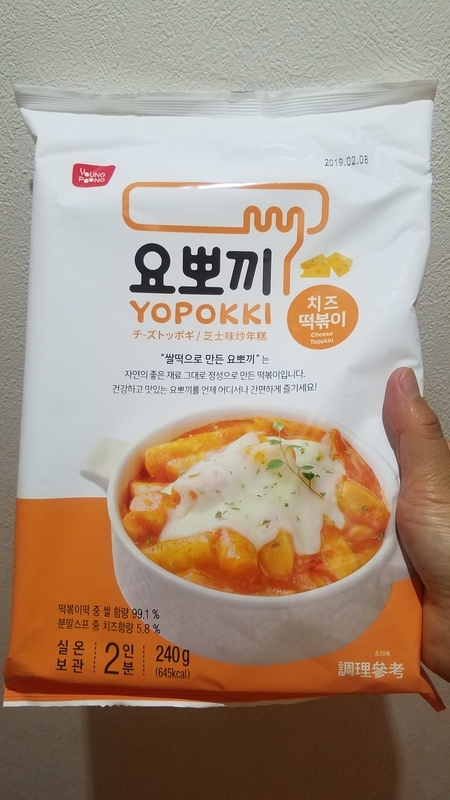 YOUNG
POONG
2019.02.08
요뽀끼
YOPOKKI
치즈
떡볶이
Cheese
Topokki
チーズトッポギ / 芝士味炒年糕
"쌀떡으로 만든 요뽀끼" 는
자연의 좋은 재료 그대로 정성으로 만든 떡볶이입니다.
건강하고 맛있는 요뽀끼를 언제 어디서나 간편하게 즐기세요!
떡볶이떡 중 쌀 함량 99.1 %
분말스프 중 치즈함량 5.8 %
실온
보관
2인
분
240g
(645kcal)
조리예
調理參考